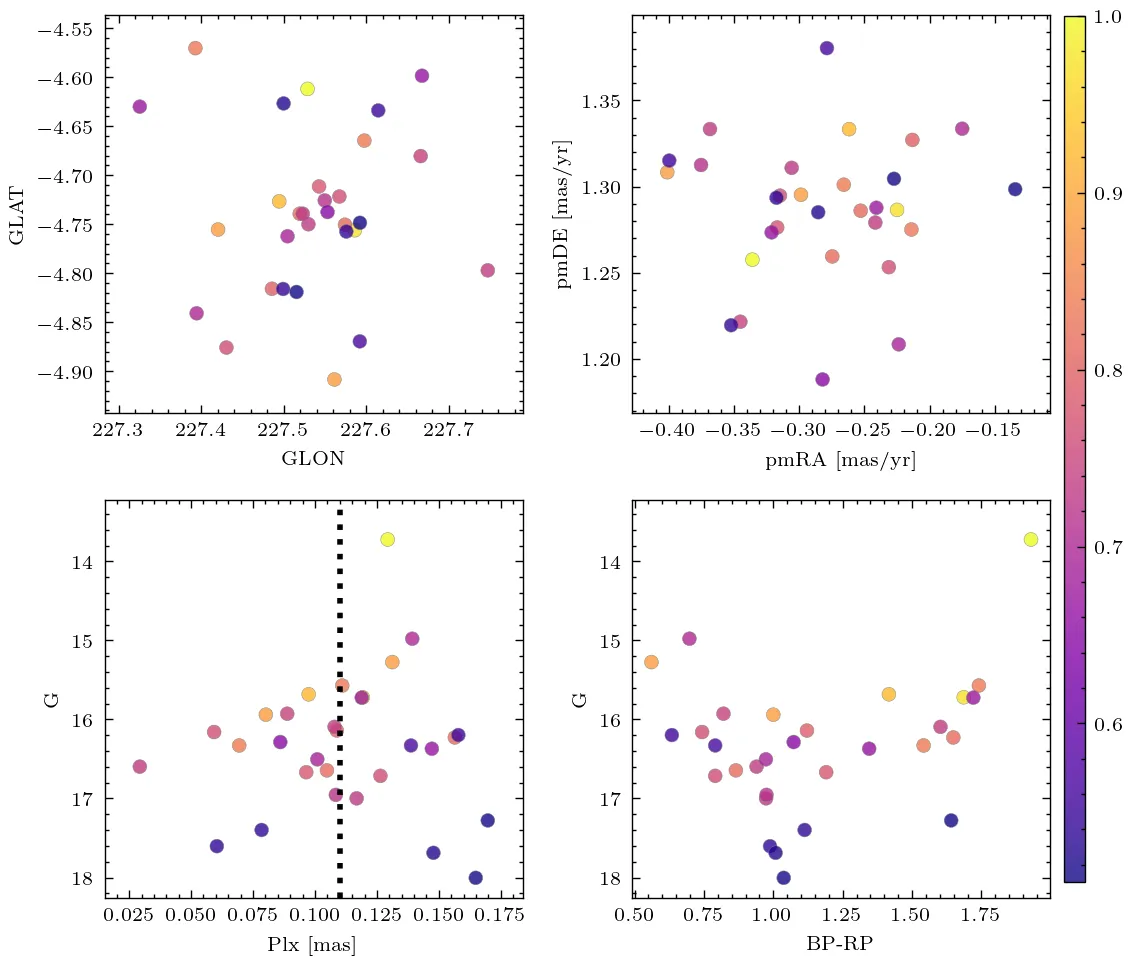 −4.55
−4.60
−4.65
−4.70
−4.75
−4.80
−4.85
−4.90
GLAT
227.3 227.4 227.5 227.6 227.7
GLON
1.35
1.30
1.25
1.20
pmDE [mas/yr]
−0.40 −0.35 −0.30 −0.25 −0.20 −0.15
pmRA [mas/yr]
1.0
0.9
0.8
0.7
0.6
14
15
16
17
18
G
0.025 0.050 0.075 0.100 0.125 0.150 0.175
Plx [mas]
14
15
16
17
18
G
0.50 0.75 1.00 1.25 1.50 1.75
BP-RP